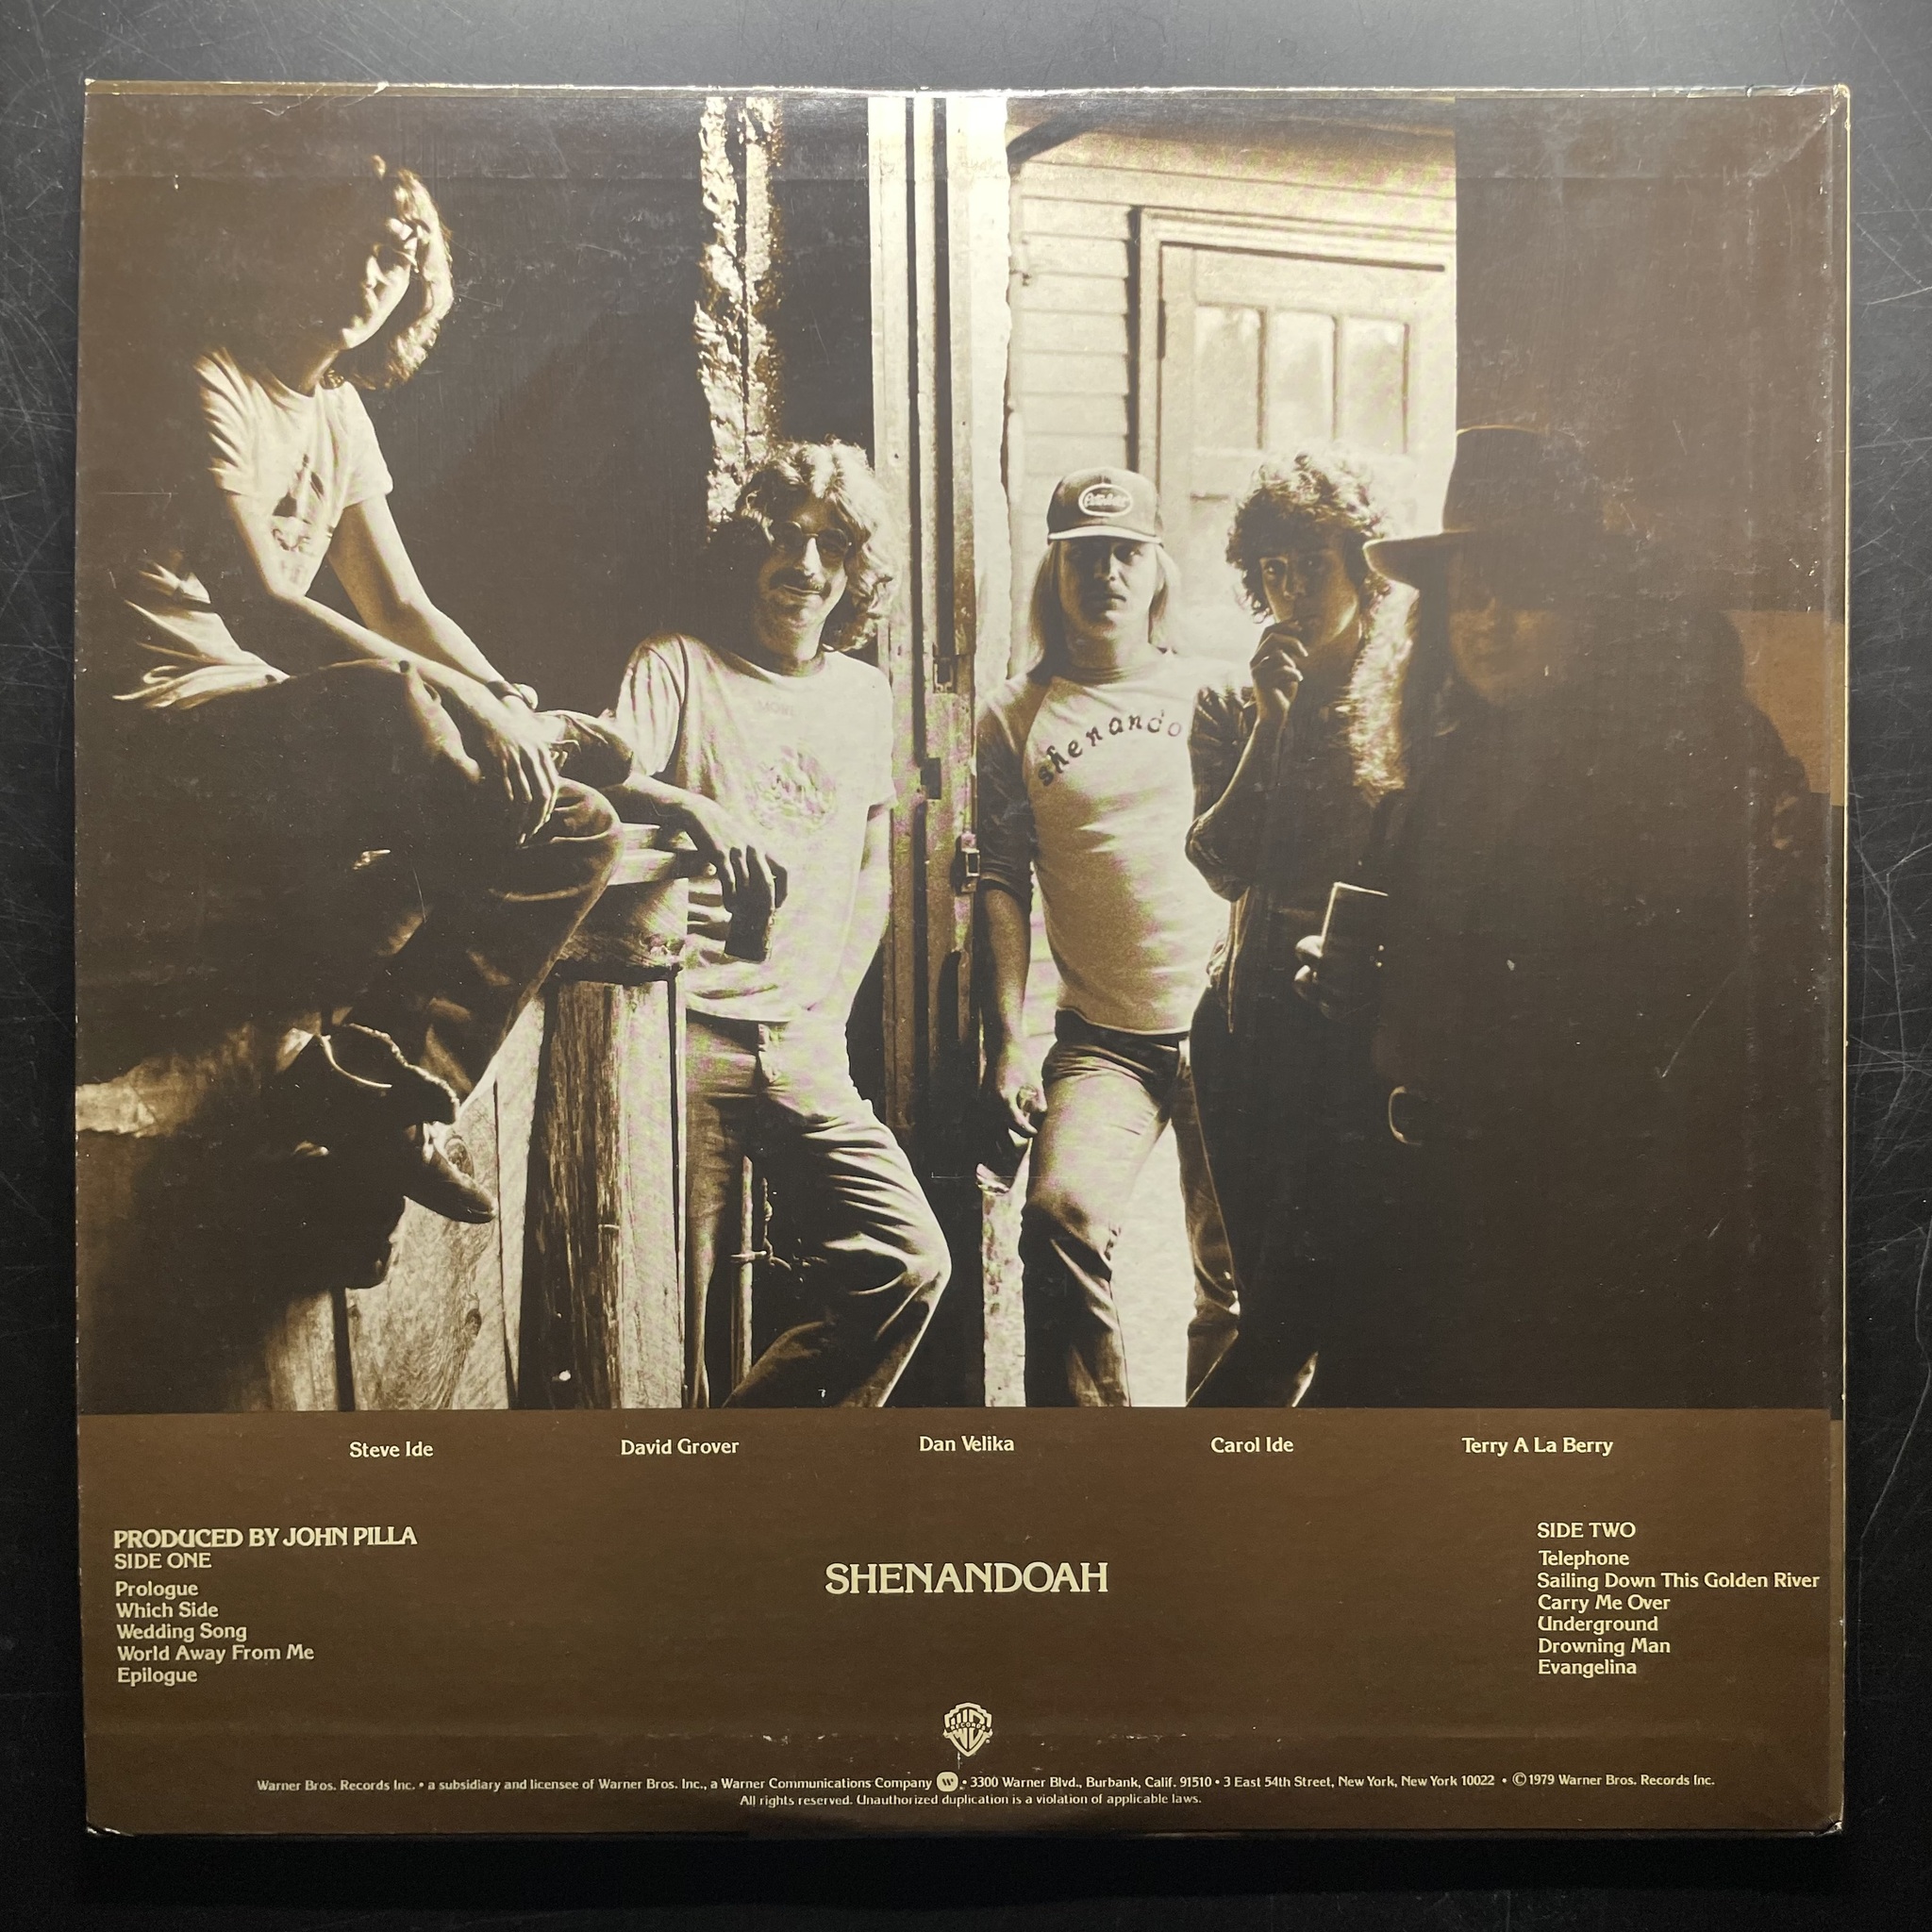 MORE
shenando
Steve Ide
David Grover
Dan Velika
Carol Ide
Terry A La Berry
PRODUCED BY JOHN PILLA
SIDE ONE
Prologue
Which Side
Wedding Song
World Away From Me
Epilogue
SHENANDOAH
SIDE TWO
Telephone
Sailing Down This Golden River
Carry Me Over
Underground
Drowning Man
Evangelina
RECORDS
Warner Bros. Records Inc. • a subsidiary and licensee of Warner Bros. Inc., a Warner Communications Company W • 3300 Warner Blvd., Burbank, Calif. 91510 • 3 East 54th Street, New York, New York 10022 • © 1979 Warner Bros. Records Inc.
All rights reserved. Unauthorized duplication is a violation of applicable laws.